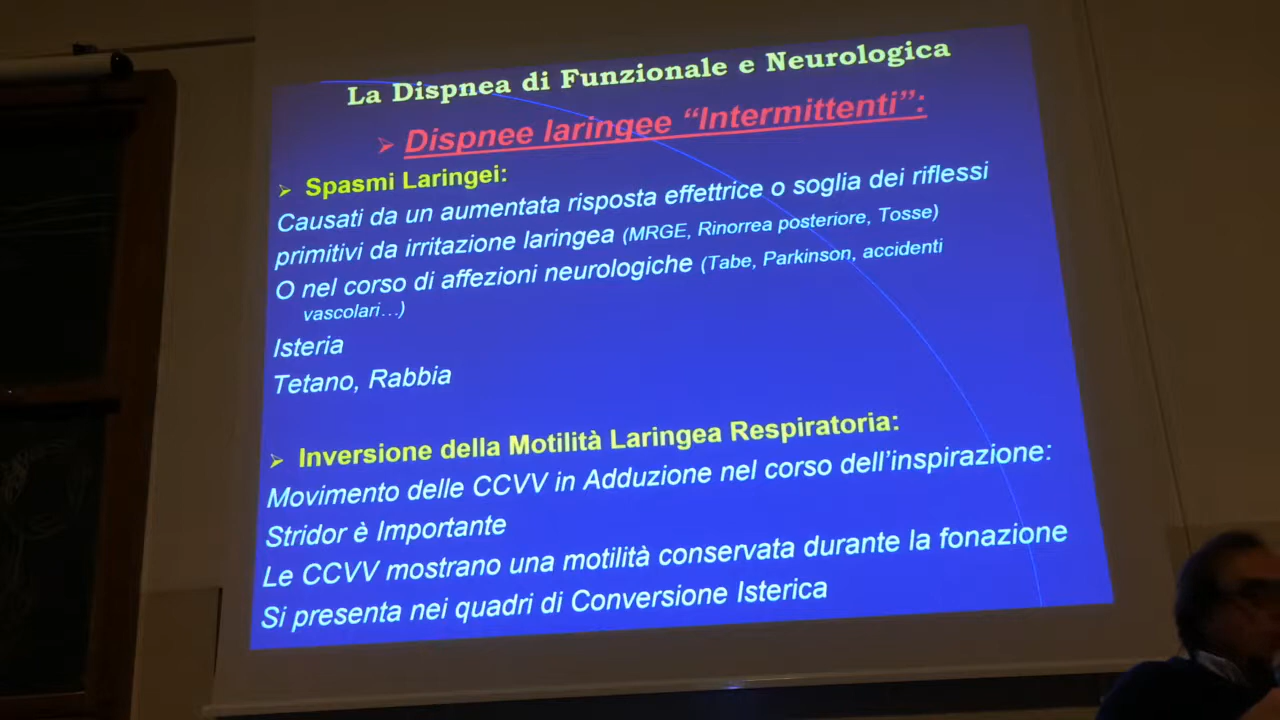 La Dispnea di Funzionale e Neurologica
➢ Dispnee laringee “Intermittenti”:
➢ Spasmi Laringei:
Causati da un aumentata risposta effettrice o soglia dei riflessi
primitivi da irritazione laringea (MRGE, Rinorrea posteriore, Tosse)
O nel corso di affezioni neurologiche (Tabe, Parkinson, accidenti
vascolari…)
Isteria
Tetano, Rabbia
➢ Inversione della Motilità Laringea Respiratoria:
Movimento delle CCVV in Adduzione nel corso dell’inspirazione:
Stridor è Importante
Le CCVV mostrano una motilità conservata durante la fonazione
Si presenta nei quadri di Conversione Isterica